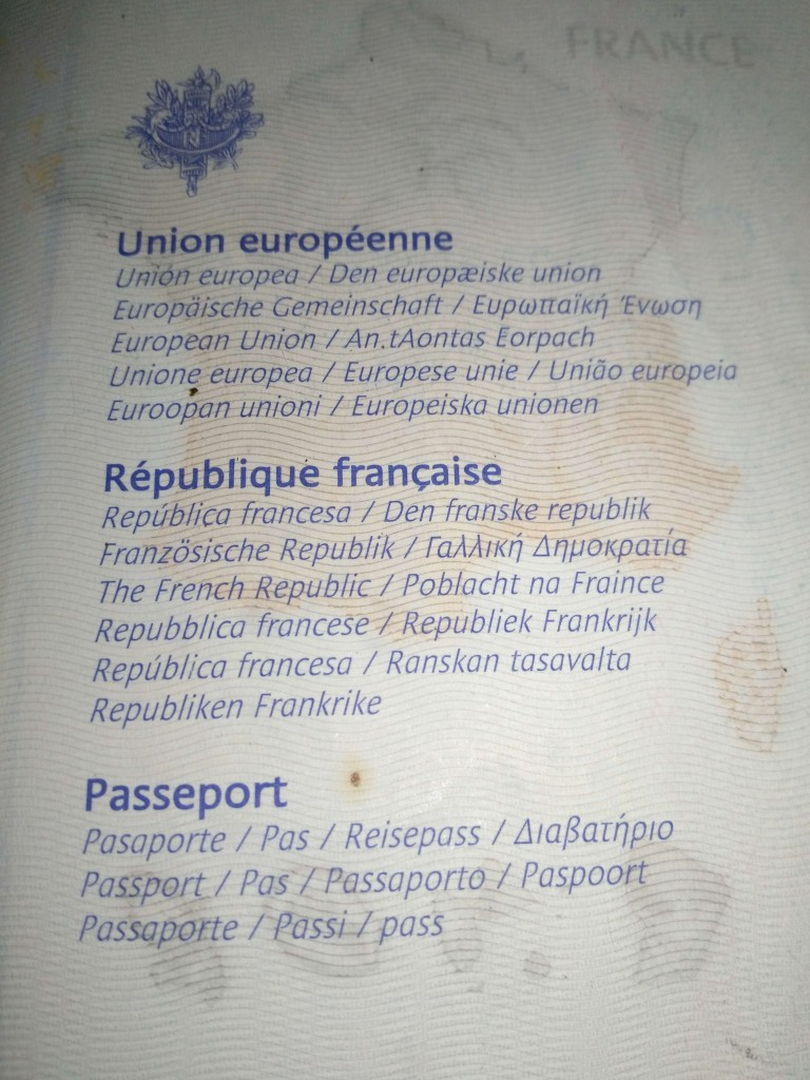 FRANCE
Union européenne
Unión europea / Den europæiske union
Europäische Gemeinschaft / Ευρωπαϊκή Ένωση
European Union / An.tAontas Eorpach
Unione europea / Europese unie / União europeia
Euroopan unioni / Europeiska unionen
République française
República francesa / Den franske republik
Französische Republik / Γαλλική Δημοκρατία
The French Republic / Poblacht na Fraince
Repubblica francese / Republiek Frankrijk
República francesa / Ranskan tasavalta
Republiken Frankrike
Passeport
Pasaporte / Pas / Reisepass / Διαβατήριο
Passport / Pas / Passaporto / Paspoort
Passaporte / Passi / pass